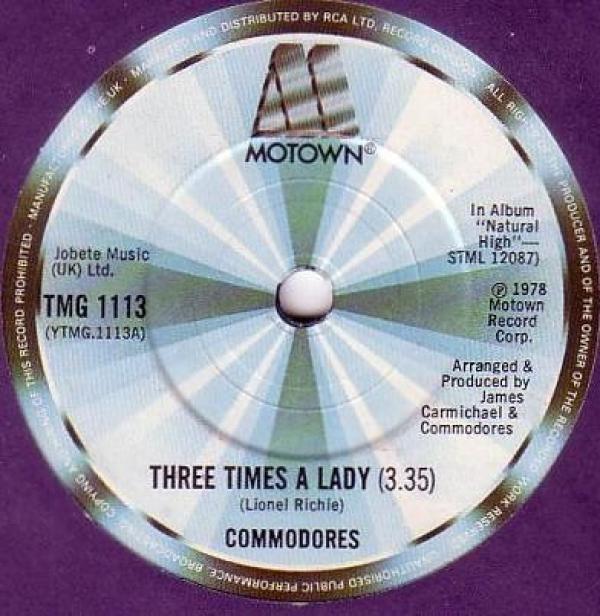 MOTOWN®
In Album
"Natural
High"—
STML 12087)
Jobete Music
(UK) Ltd.
TMG 1113
(YTMG.1113A)
℗ 1978
Motown
Record
Corp.
Arranged &
Produced by
James
Carmichael &
Commodores
THREE TIMES A LADY (3.35)
(Lionel Richie)
COMMODORES
AND DISTRIBUTED BY RCA LTD. RECORD DIVISION · ALL RIGHTS OF THE PRODUCER AND OF THE OWNER OF THE RECORDED WORK RESERVED
UNAUTHORISED PUBLIC PERFORMANCE, BROADCASTING COPYING OF THIS RECORD PROHIBITED ·